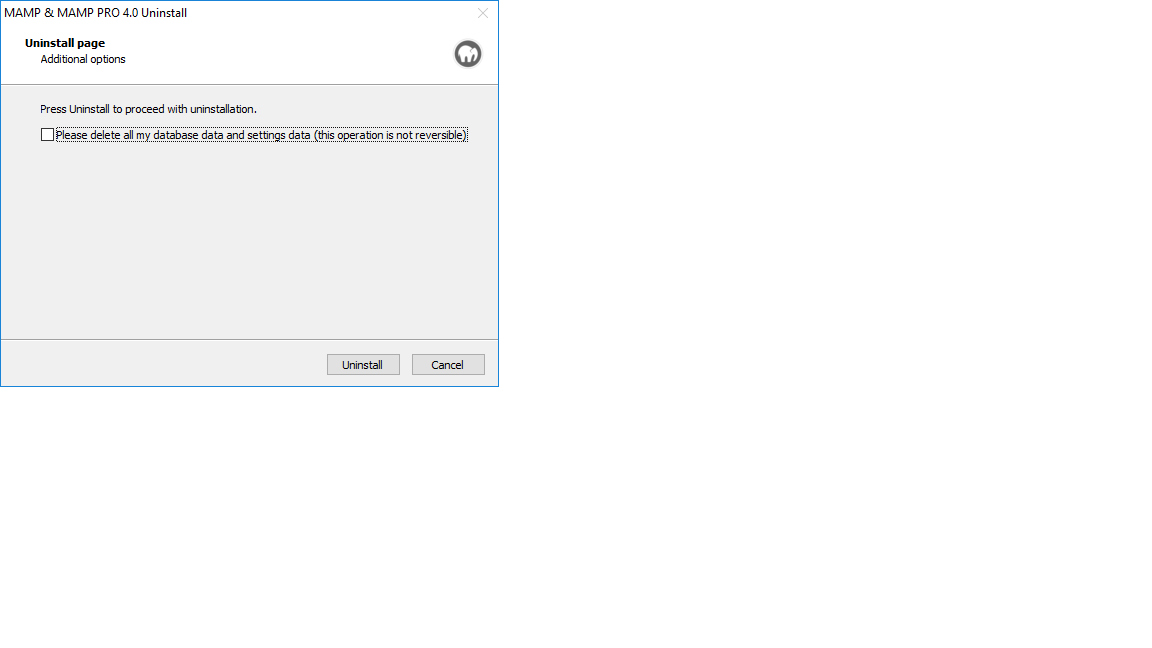 MAMP & MAMP PRO 4.0 Uninstall
Uninstall page
Additional options
Press Uninstall to proceed with uninstallation.
Please delete all my database data and settings data (this operation is not reversible)
Uninstall
Cancel